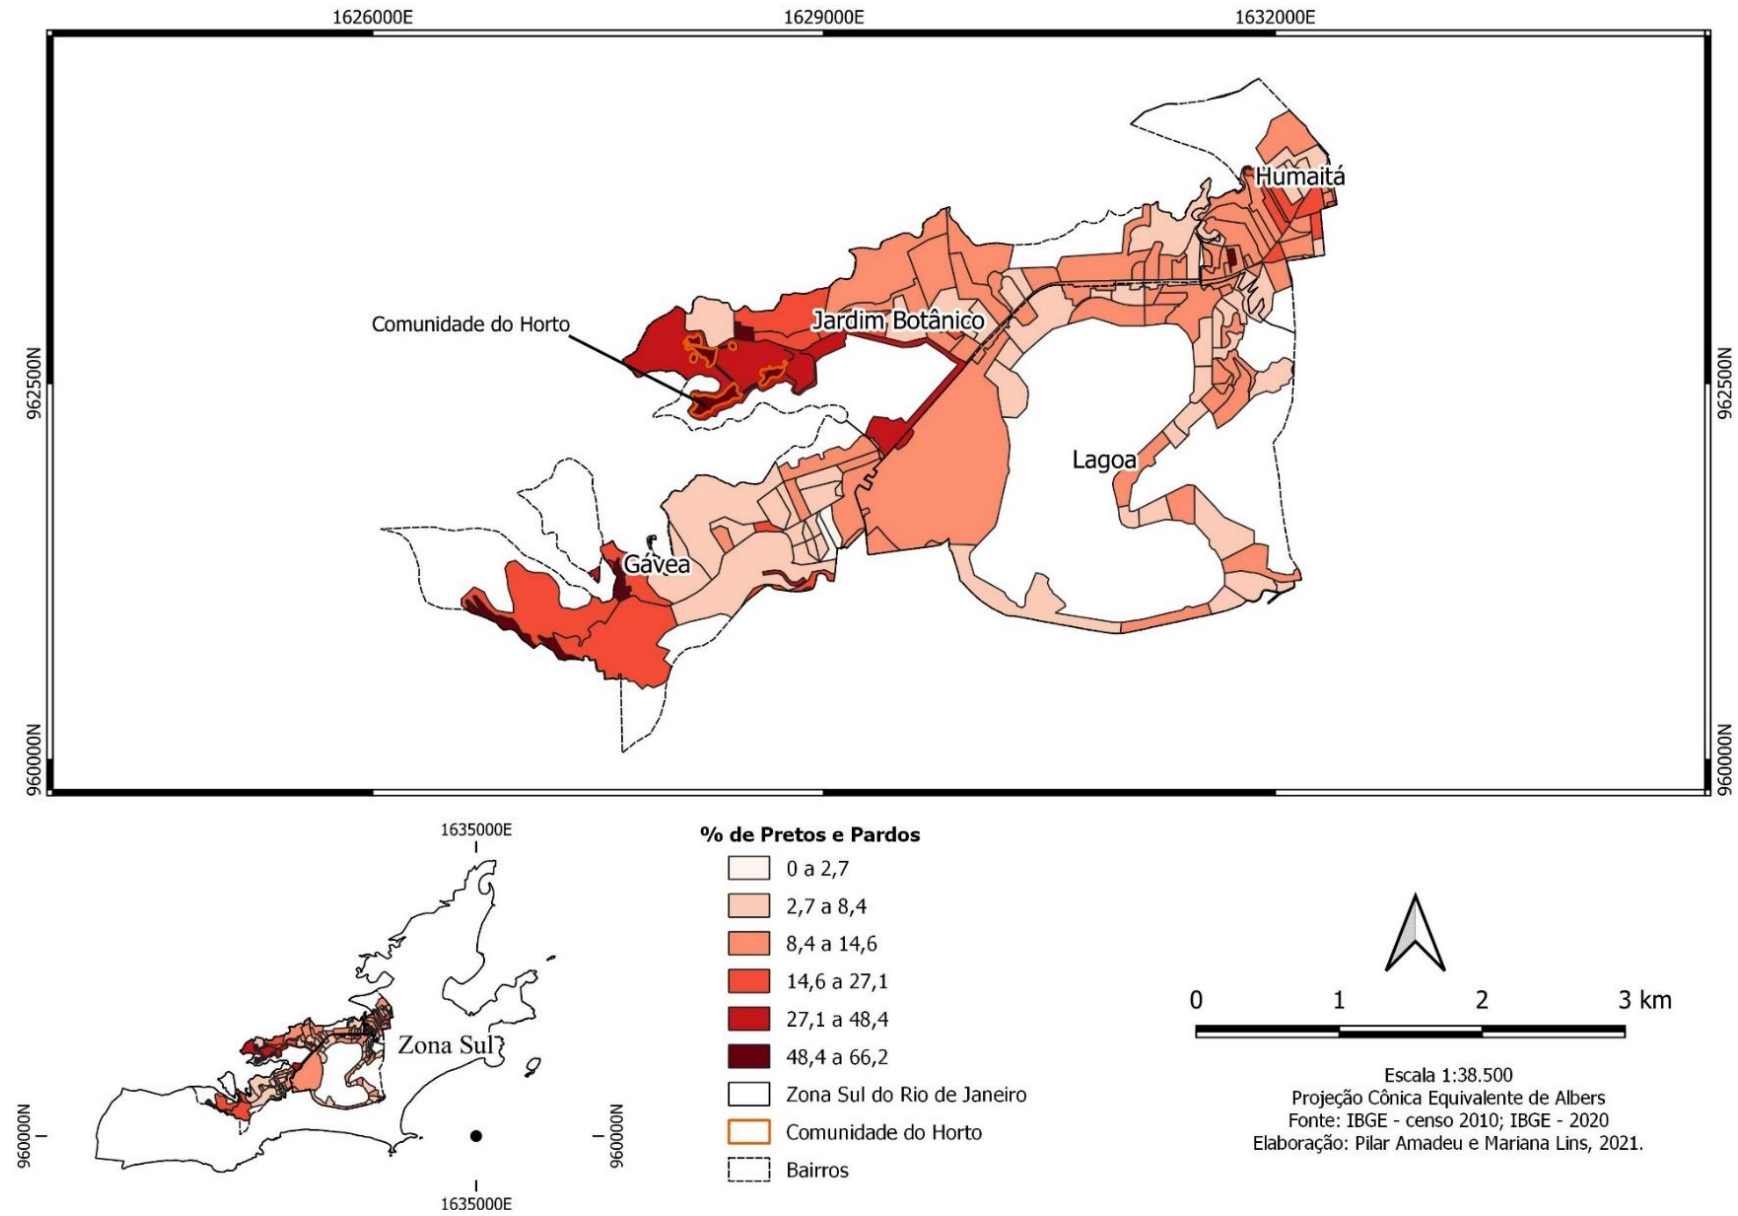 1626000E
1629000E
1632000E
Humaitá
Jardim Botânico
Comunidade do Horto
962500N
962500N
Lagoa
Gávea
960000N
960000N
1635000E
Zona Sul
960000N
960000N
1635000E
% de Pretos e Pardos
0 a 2,7
2,7 a 8,4
8,4 a 14,6
14,6 a 27,1
27,1 a 48,4
48,4 a 66,2
Zona Sul do Rio de Janeiro
Comunidade do Horto
Bairros
0 1 2 3 km
Escala 1:38.500
Projeção Cônica Equivalente de Albers
Fonte: IBGE - censo 2010; IBGE - 2020
Elaboração: Pilar Amadeu e Mariana Lins, 2021.